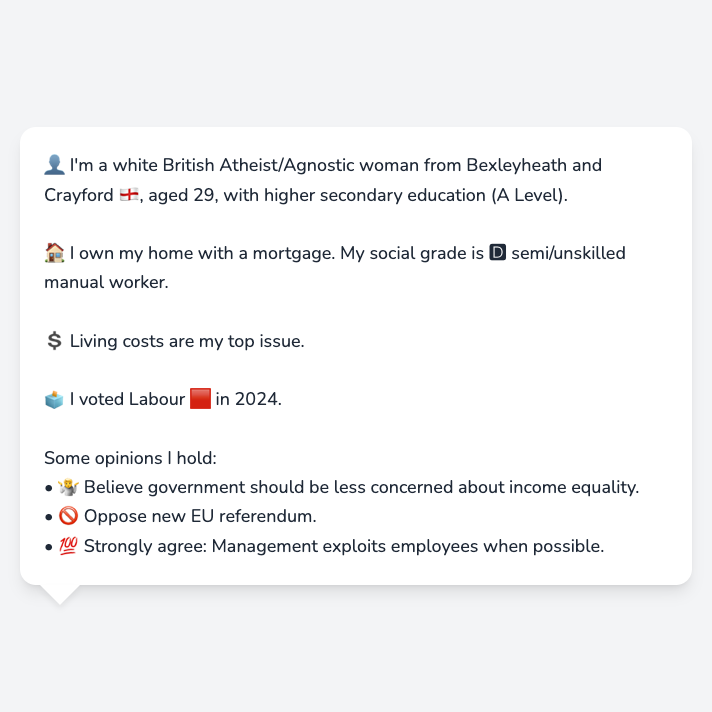 👤 I'm a white British Atheist/Agnostic woman from Bexleyheath and
Crayford 🏴󠁧󠁢󠁥󠁮󠁧󠁿, aged 29, with higher secondary education (A Level).
🏠 I own my home with a mortgage. My social grade is 🅳 semi/unskilled
manual worker.
💲 Living costs are my top issue.
🗳️ I voted Labour 🟥 in 2024.
Some opinions I hold:
• 🤷 Believe government should be less concerned about income equality.
• 🚫 Oppose new EU referendum.
• 💯 Strongly agree: Management exploits employees when possible.